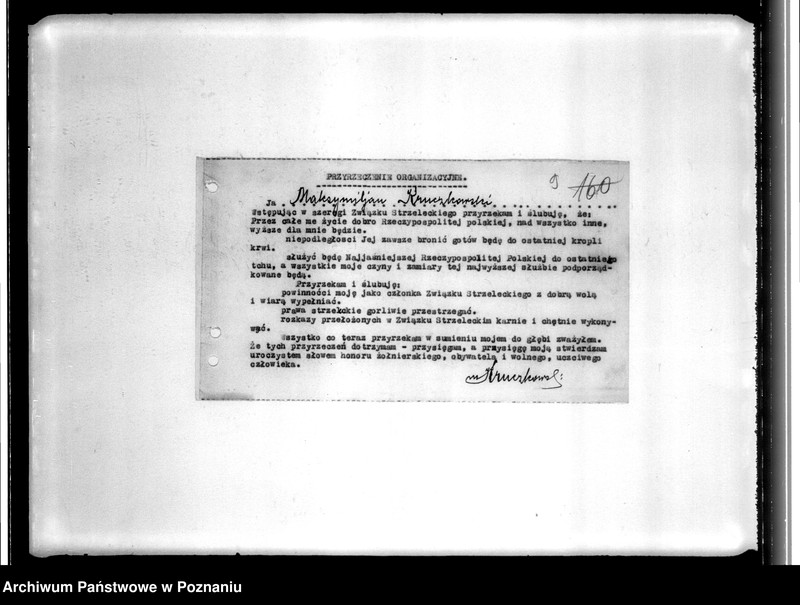 PRZYRZECZENIE ORGANIZACYJNE.
9 160
Ja Maksymiljan Kruczkowski
Wstępując w szeregi Związku Strzeleckiego przyrzekam i ślubuję, że:
Przez całe me życie dobro Rzeczypospolitej polskiej, nad wszystko inne,
wyższe dla mnie będzie.
niepodległości Jej zawsze bronić gotów będę do ostatniej kropli
krwi.
służyć będę Najjaśniejszej Rzeczypospolitej Polskiej do ostatniego
tchu, a wszystkie moje czyny i zamiary tej najwyższej służbie podporząd-
kowane będą.
Przyrzekam i ślubuję;
powinności moję jako członka Związku Strzeleckiego z dobrą wolą
i wiarą wypełniać.
prawa strzelckie gorliwie przestrzegać.
rozkazy przełożonych w Związku Strzeleckim karnie i chętnie wykony-
wać.
Wszystko co teraz przyrzekam w sumieniu mojem do głębi zważyłem.
Że tych przyrzeczeń dotrzymam - przysięgam, a przysięgę moją stwierdzam
uroczystem słowem honoru żołnierskiego, obywatela i wolnego, uczciwego
człowieka.
m Kruczkowski
Archiwum Państwowe w Poznaniu